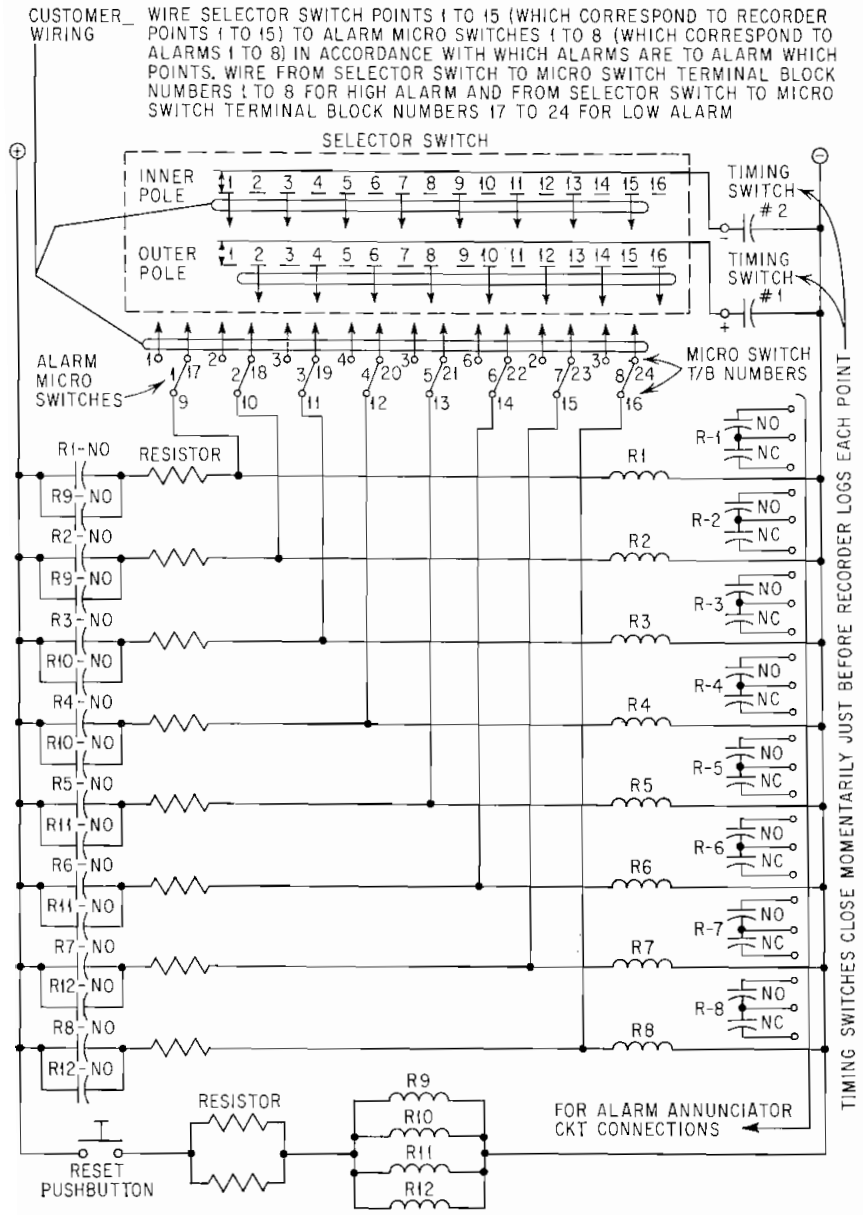 CUSTOMER
WIRING
WIRE SELECTOR SWITCH POINTS 1 TO 15 (WHICH CORRESPOND TO RECORDER
POINTS 1 TO 15) TO ALARM MICRO SWITCHES 1 TO 8 (WHICH CORRESPOND TO
ALARMS 1 TO 8) IN ACCORDANCE WITH WHICH ALARMS ARE TO ALARM WHICH
POINTS. WIRE FROM SELECTOR SWITCH TO MICRO SWITCH TERMINAL BLOCK
NUMBERS 1 TO 8 FOR HIGH ALARM AND FROM SELECTOR SWITCH TO MICRO
SWITCH TERMINAL BLOCK NUMBERS 17 TO 24 FOR LOW ALARM
SELECTOR SWITCH
+
−
INNER
POLE
1 2 3 4 5 6 7 8 9 10 11 12 13 14 15 16
TIMING
SWITCH
#2
−
OUTER
POLE
1 2 3 4 5 6 7 8 9 10 11 12 13 14 15 16
TIMING
SWITCH
#1
+
ALARM
MICRO
SWITCHES
1 2 3 4 3 6 2 3
17 18 19 20 21 22 23 24
1 2 3 4 5 6 7 8
9 10 11 12 13 14 15 16
MICRO SWITCH
T/B NUMBERS
R1-NO
RESISTOR
R1
R-1
NO
NC
R9-NO
R2-NO
R2
R-2
NO
NC
R9-NO
R3-NO
R3
R-3
NO
NC
R10-NO
R4-NO
R4
R-4
NO
NC
R10-NO
R5-NO
R5
R-5
NO
NC
R11-NO
R6-NO
R6
R-6
NO
NC
R11-NO
R7-NO
R7
R-7
NO
NC
R12-NO
R8-NO
R8
R-8
NO
NC
R12-NO
RESET
PUSHBUTTON
RESISTOR
R9
R10
R11
R12
FOR ALARM ANNUNCIATOR
CKT CONNECTIONS
TIMING SWITCHES CLOSE MOMENTARILY JUST BEFORE RECORDER LOGS EACH POINT